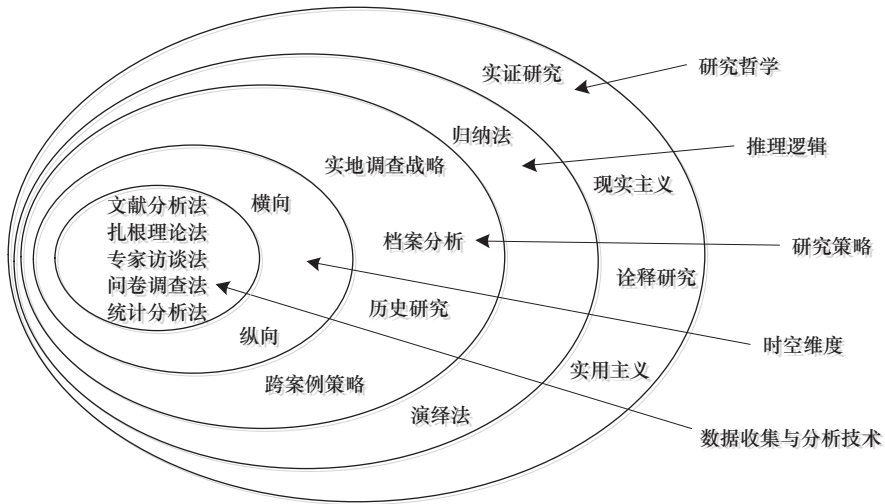 实证研究
研究哲学
归纳法
推理逻辑
实地调查战略
现实主义
文献分析法
横向
扎根理论法
档案分析
研究策略
专家访谈法
诠释研究
问卷调查法
历史研究
统计分析法
纵向
时空维度
实用主义
跨案例策略
演绎法
数据收集与分析技术